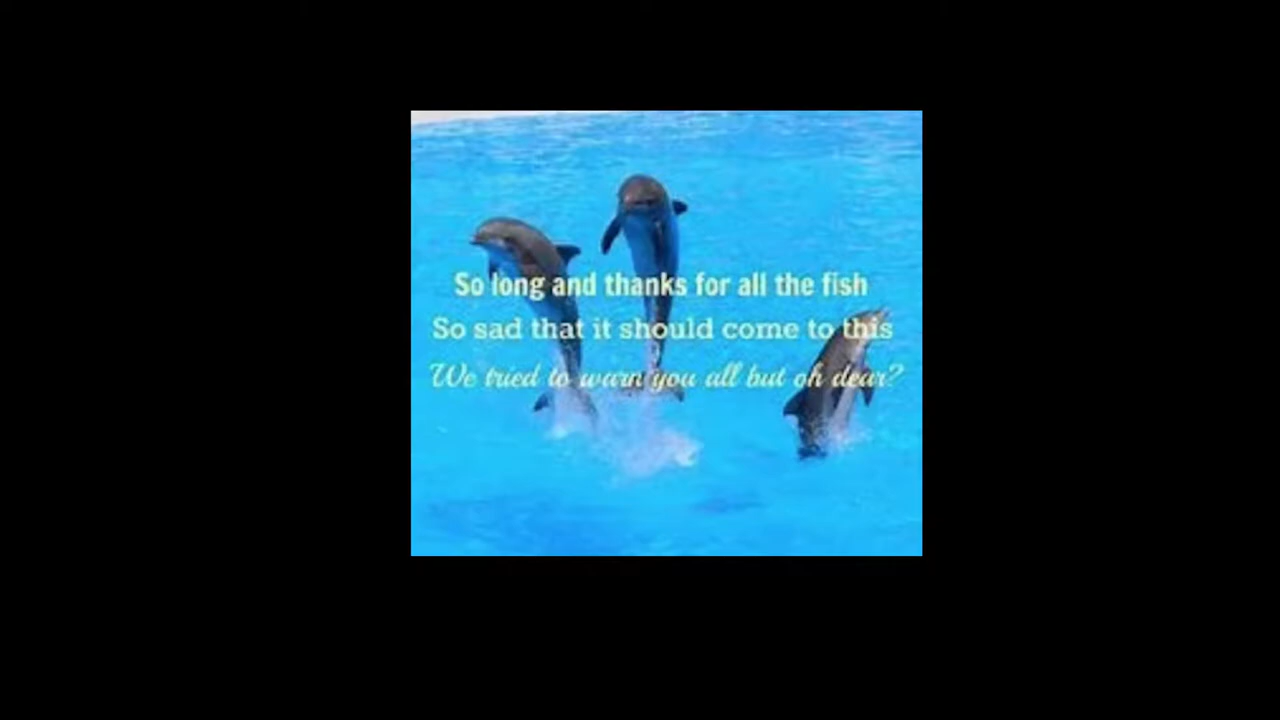 So long and thanks for all the fish
So sad that it should come to this
We tried to warn you all but oh dear?